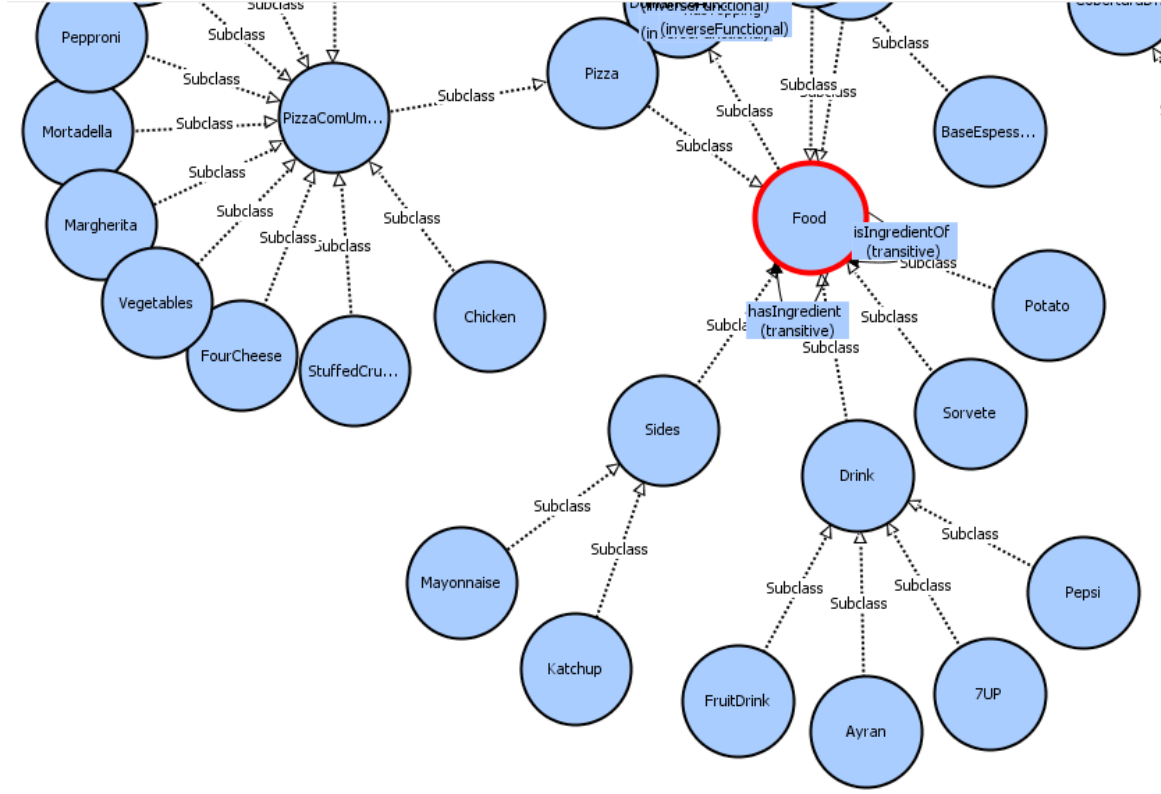 Subclass
(inverseFunctional)
(inverseFunctional)
Pepproni
Subclass
Subclass
Pizza
Subclass
Subclass
Subclass
PizzaComUm...
Subclass
Subclass
BaseEspess...
Mortadella
Subclass
Subclass
Subclass
Margherita
Subclass
Subclass
Food
isIngredientOf
(transitive)
Subclass
Subclass
Subclass
Vegetables
Chicken
hasIngredient
(transitive)
Subclass
Potato
Subclass
FourCheese
StuffedCru...
Sides
Sorvete
Drink
Subclass
Subclass
Subclass
Mayonnaise
Subclass
Subclass
Subclass
Pepsi
Katchup
FruitDrink
7UP
Ayran